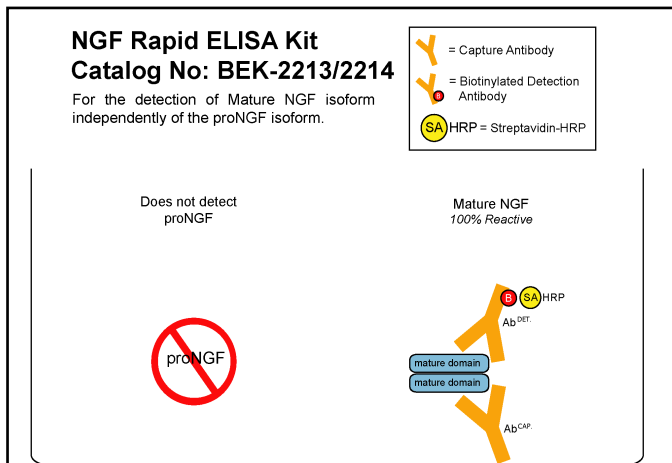 NGF Rapid ELISA Kit
Catalog No: BEK-2213/2214
For the detection of Mature NGF isoform
independently of the proNGF isoform.
= Capture Antibody
= Biotinylated Detection
Antibody
B
SA HRP = Streptavidin-HRP
Does not detect
proNGF
Mature NGF
100% Reactive
proNGF
B SA HRP
Ab DET.
mature domain
mature domain
Ab CAP.